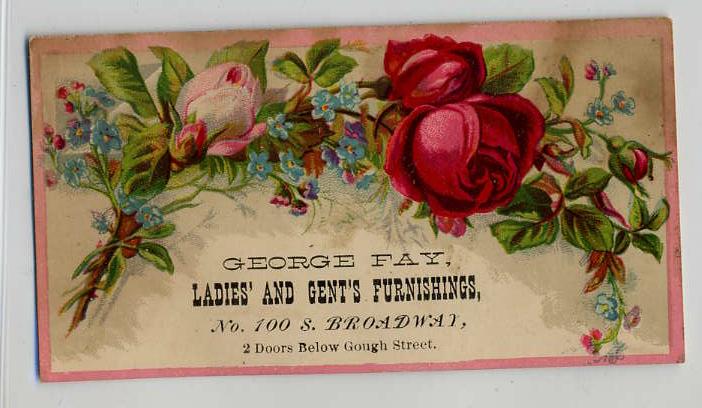 GEORGE FAY,
LADIES' AND GENT'S FURNISHINGS,
No. 100 S. BROADWAY,
2 Doors Below Gough Street.